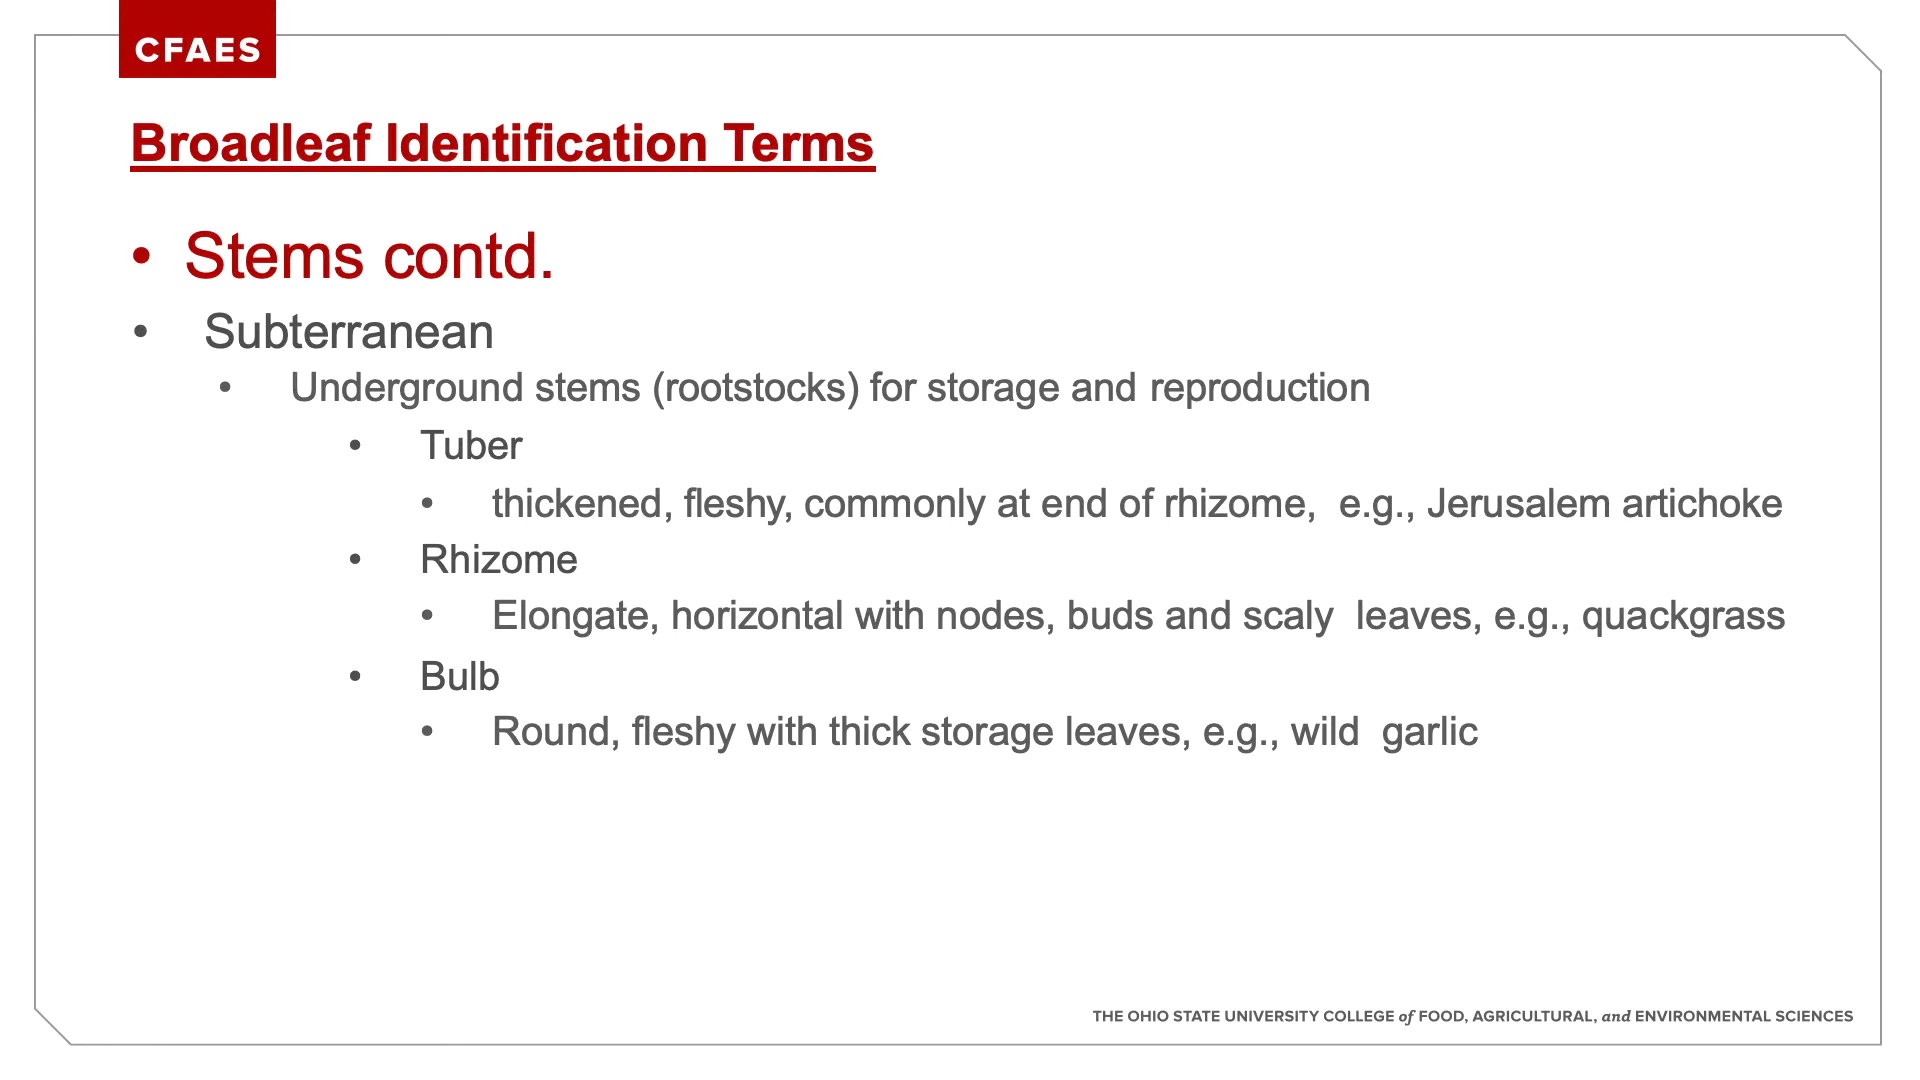 CFAES
Broadleaf Identification Terms
• Stems contd.
• Subterranean
• Underground stems (rootstocks) for storage and reproduction
• Tuber
• thickened, fleshy, commonly at end of rhizome,  e.g., Jerusalem artichoke
• Rhizome
• Elongate, horizontal with nodes, buds and scaly  leaves, e.g., quackgrass
• Bulb
• Round, fleshy with thick storage leaves, e.g., wild  garlic
THE OHIO STATE UNIVERSITY COLLEGE of FOOD, AGRICULTURAL, and ENVIRONMENTAL SCIENCES